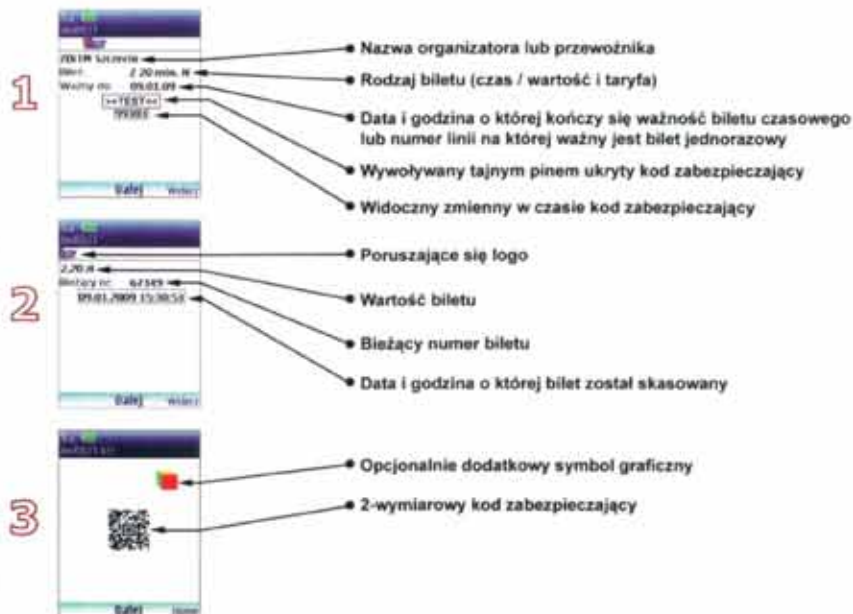 1
Szczecin
2 20 min. N
Ważny do: 09.01.09
>>TEST<<
Dalej
Nazwa organizatora lub przewoźnika
Rodzaj biletu (czas / wartość i taryfa)
Data i godzina o której kończy się ważność biletu czasowego
lub numer linii na której ważny jest bilet jednorazowy
Wywoływany tajnym pinem ukryty kod zabezpieczający
Widoczny zmienny w czasie kod zabezpieczający
2
2,20 zł
Bieżący nr.
09.01.2009 15:30:53
Dalej
Poruszające się logo
Wartość biletu
Bieżący numer biletu
Data i godzina o której bilet został skasowany
3
Dalej
Opcjonalnie dodatkowy symbol graficzny
2-wymiarowy kod zabezpieczający